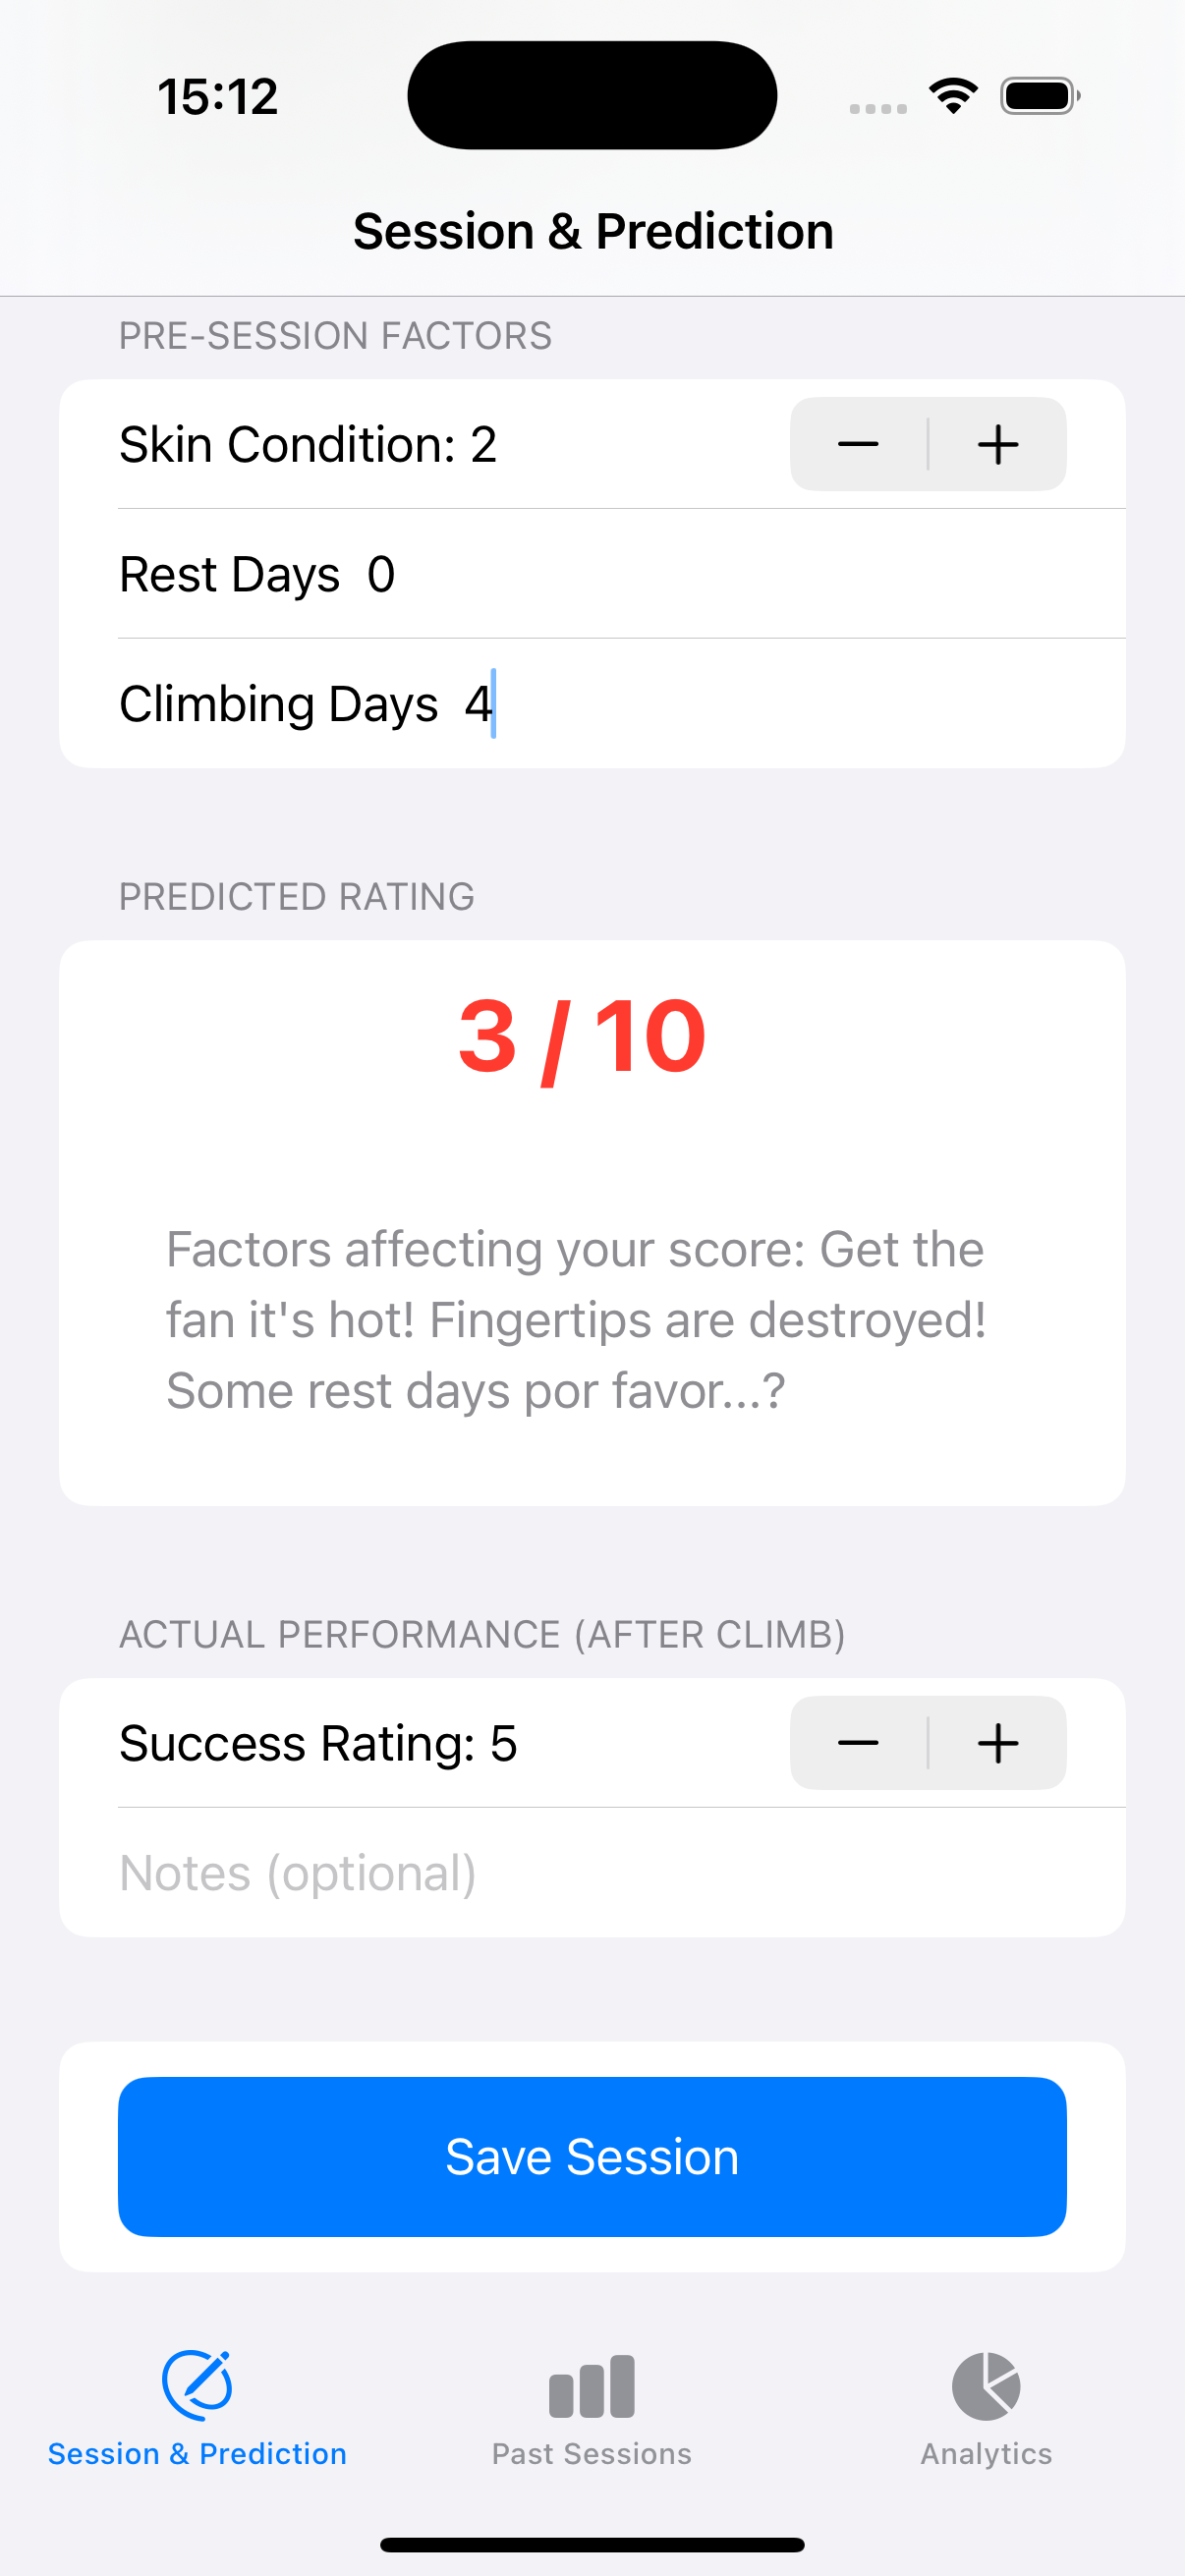 15:12
Session & Prediction
PRE-SESSION FACTORS
Skin Condition: 2
Rest Days 0
Climbing Days 4
PREDICTED RATING
3 / 10
Factors affecting your score: Get the
fan it's hot! Fingertips are destroyed!
Some rest days por favor...?
ACTUAL PERFORMANCE (AFTER CLIMB)
Success Rating: 5
Notes (optional)
Save Session
Session & Prediction
Past Sessions
Analytics